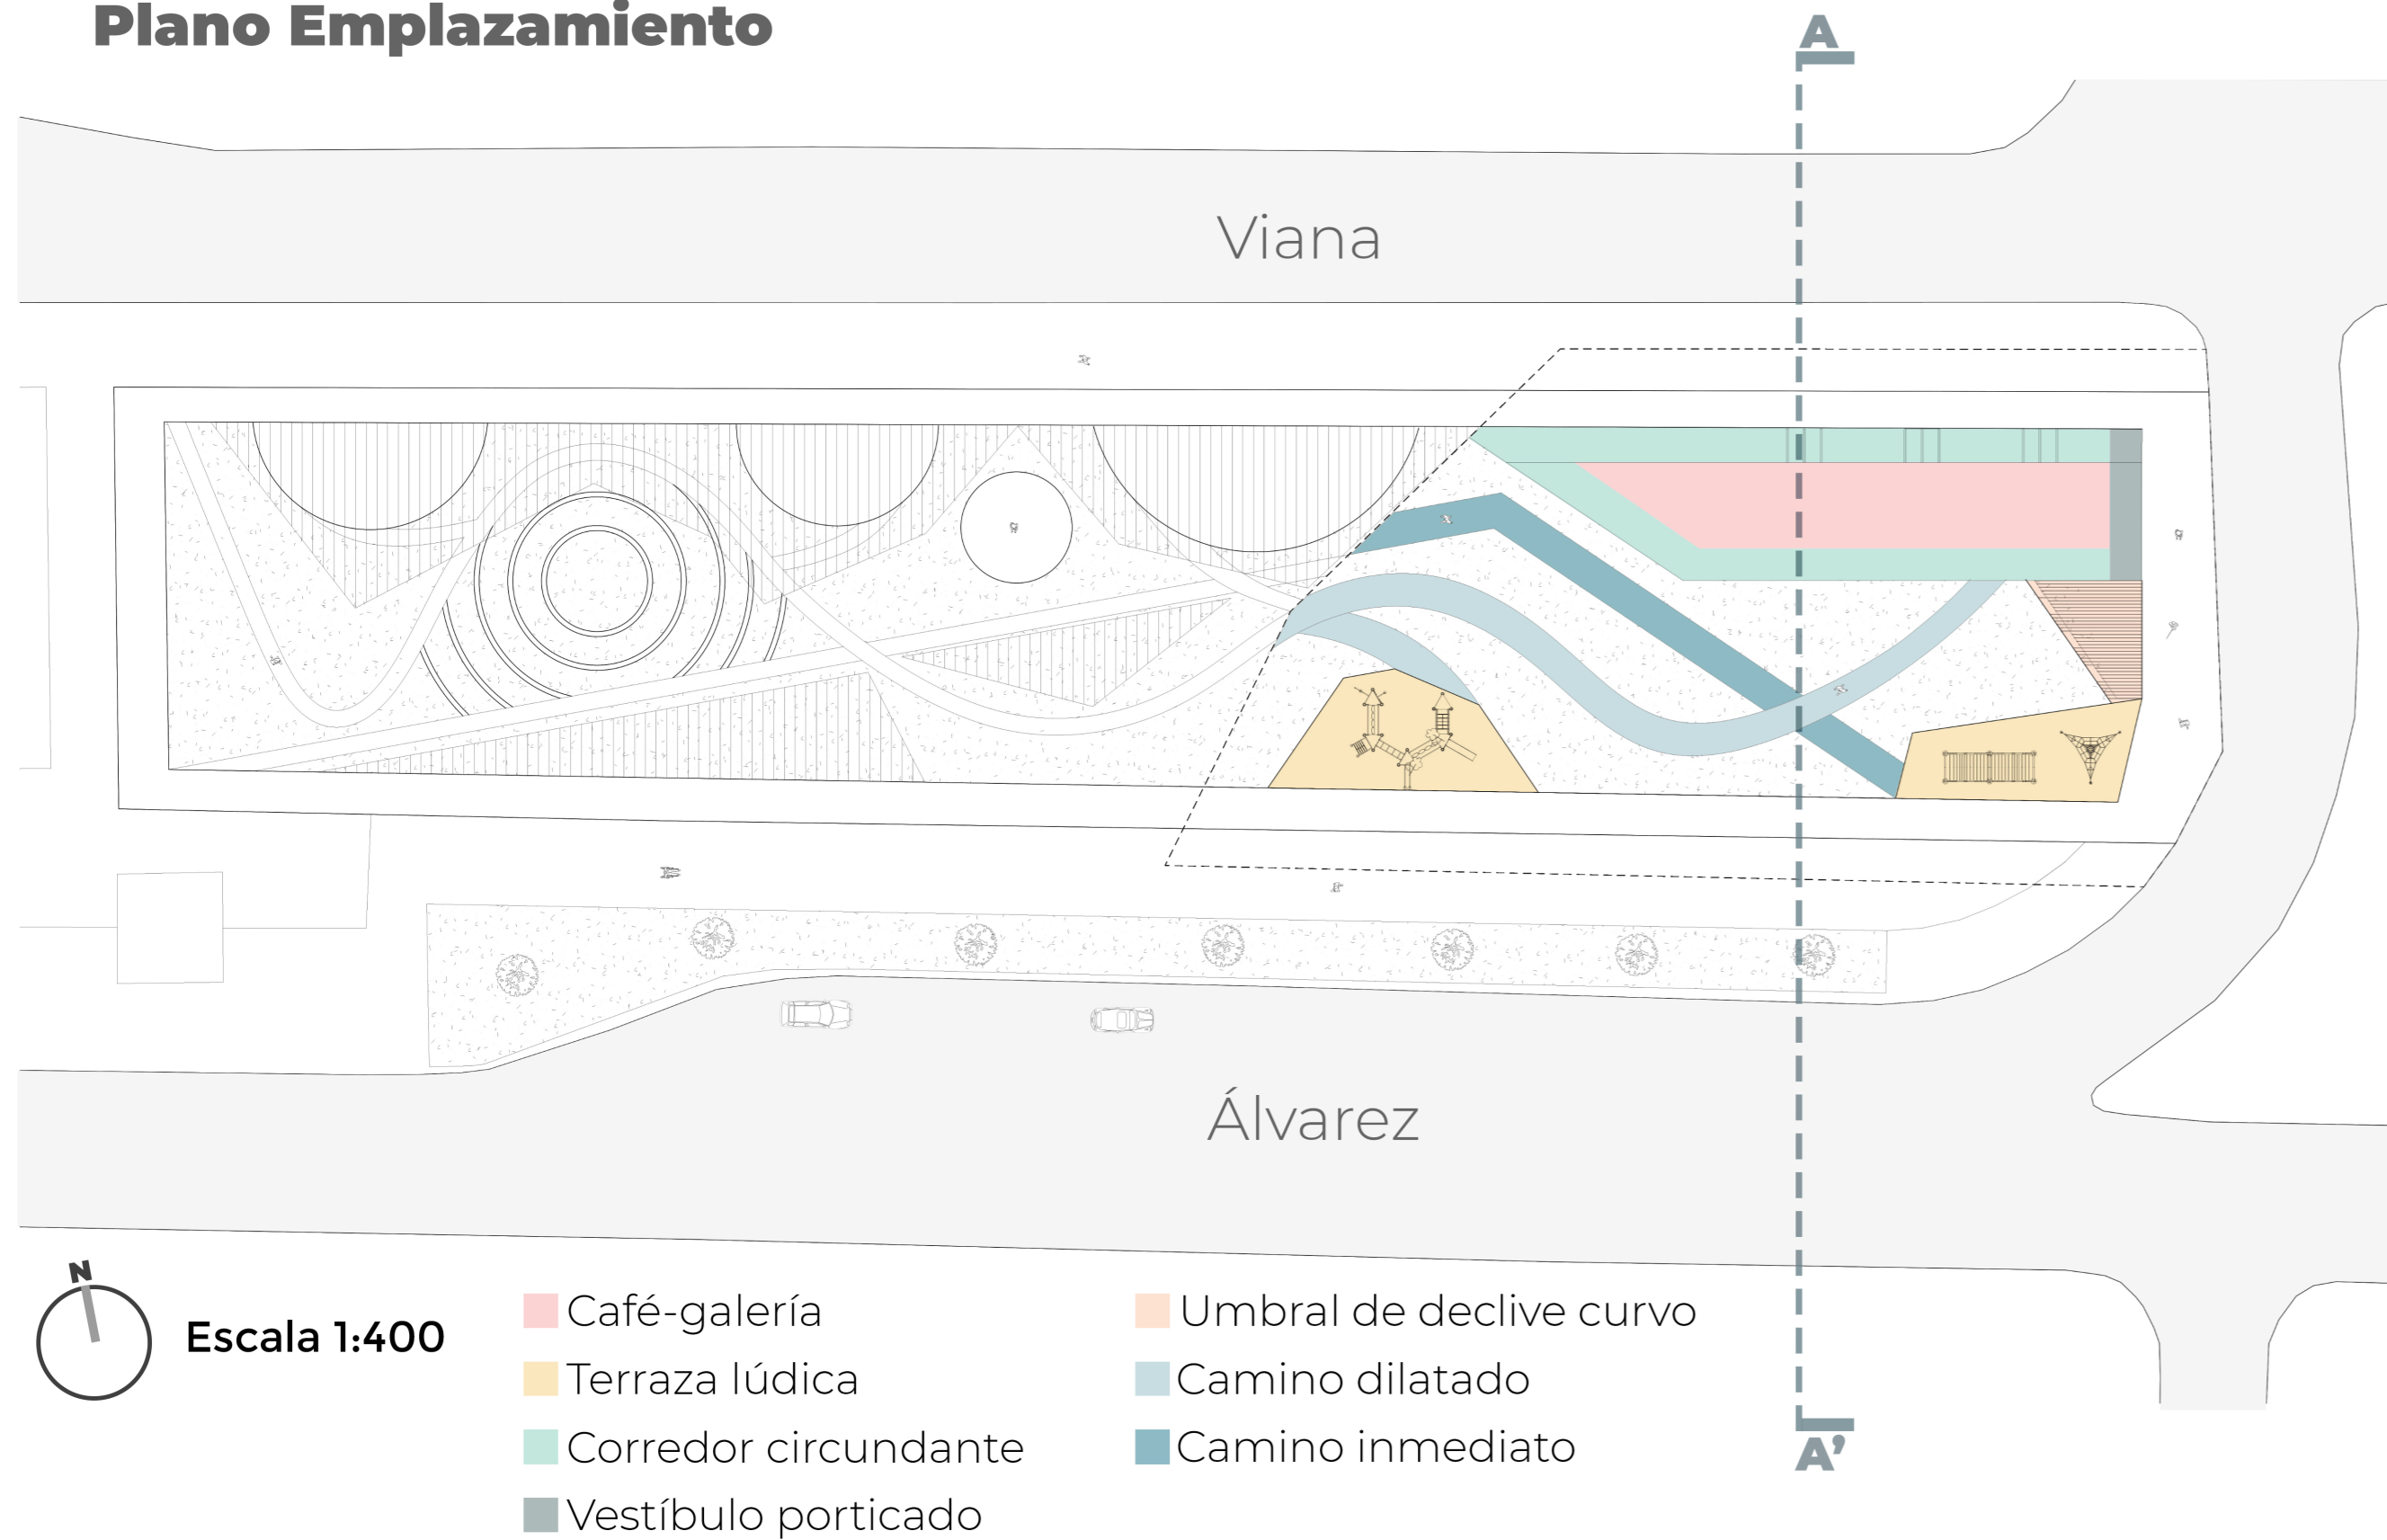 Plano Emplazamiento
A
Viana
Álvarez
N
Escala 1:400
Café-galería
Terraza lúdica
Corredor circundante
Vestíbulo porticado
Umbral de declive curvo
Camino dilatado
Camino inmediato
A’